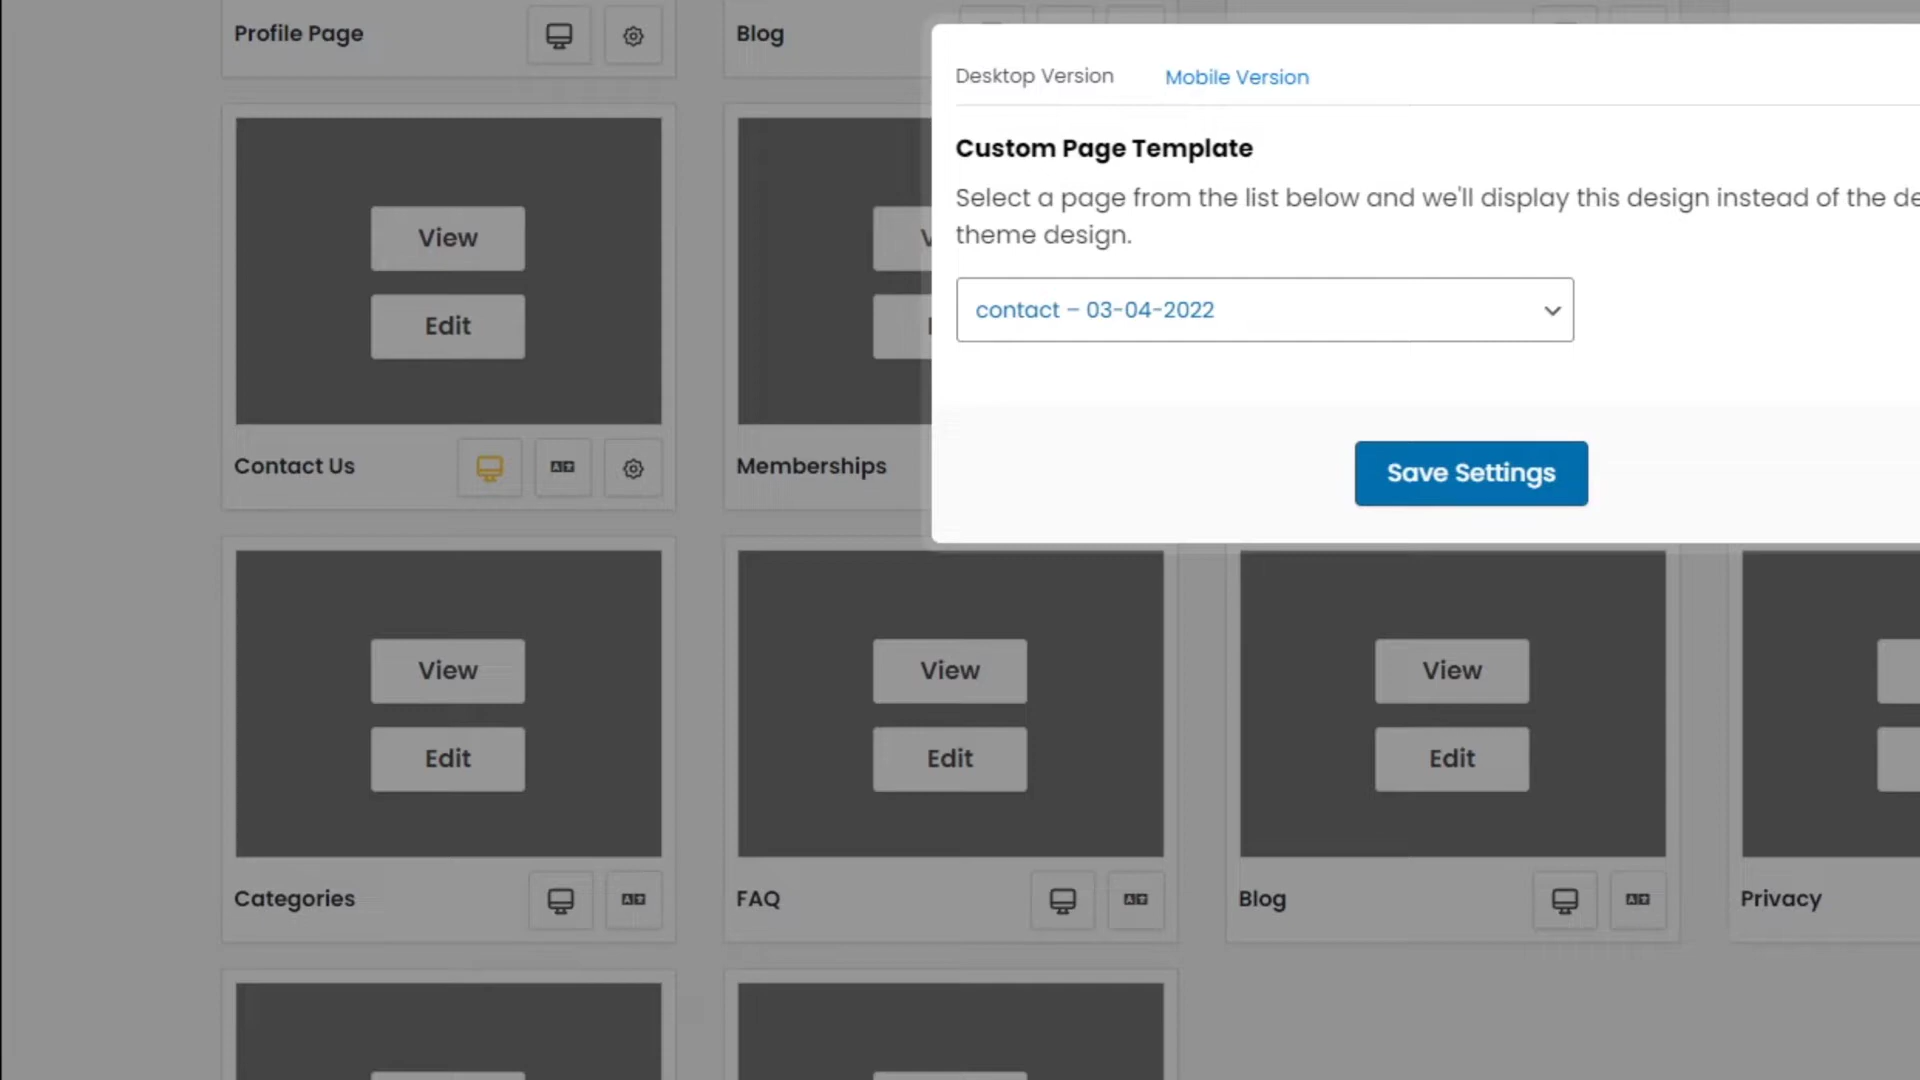 Profile Page
Blog
Desktop Version
Mobile Version
Custom Page Template
Select a page from the list below and we'll display this design instead of the
theme design.
contact – 03-04-2022
Save Settings
View
Edit
Contact Us
Memberships
View
Edit
View
Edit
View
Edit
Categories
FAQ
Blog
Privacy